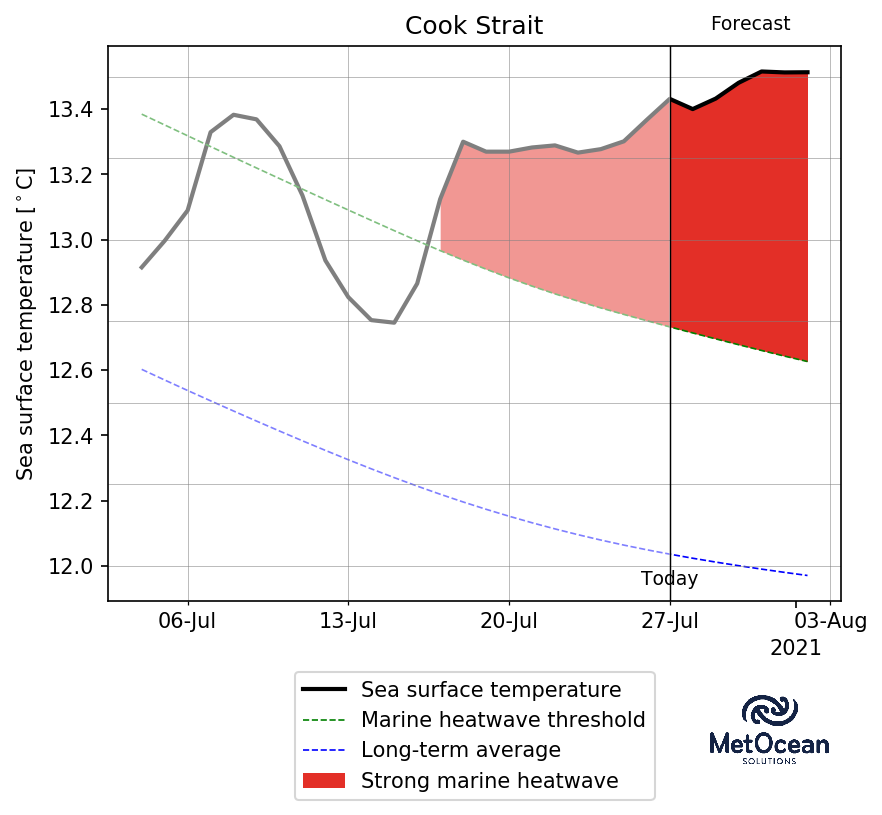 Cook Strait
Forecast
Sea surface temperature [°C]
13.4
13.2
13.0
12.8
12.6
12.4
12.2
12.0
Today
06-Jul
13-Jul
20-Jul
27-Jul
03-Aug
2021
Sea surface temperature
Marine heatwave threshold
Long-term average
Strong marine heatwave
MetOcean
SOLUTIONS